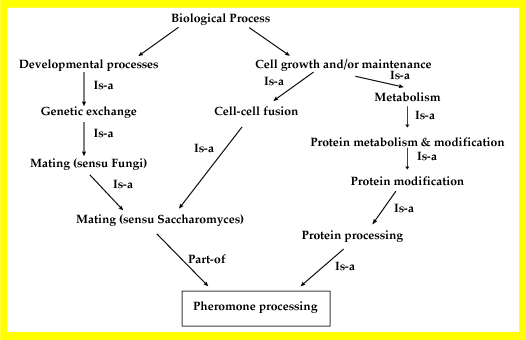 Biological Process
Developmental processes
Cell growth and/or maintenance
Is-a
Is-a
Is-a
Metabolism
Genetic exchange
Cell-cell fusion
Is-a
Is-a
Protein metabolism & modification
Is-a
Is-a
Mating (sensu Fungi)
Is-a
Protein modification
Is-a
Mating (sensu Saccharomyces)
Protein processing
Part-of
Is-a
Pheromone processing